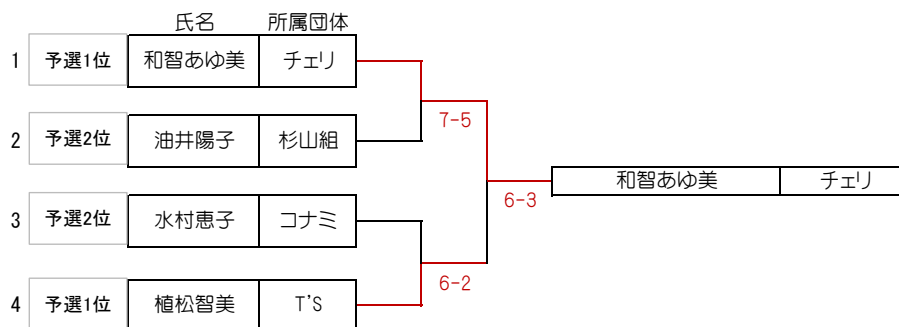 氏名 所属団体
1 予選1位 和智あゆ美 チェリ
7-5
2 予選2位 油井陽子 杉山組
和智あゆ美 チェリ
6-3
3 予選2位 水村恵子 コナミ
6-2
4 予選1位 植松智美 T'S